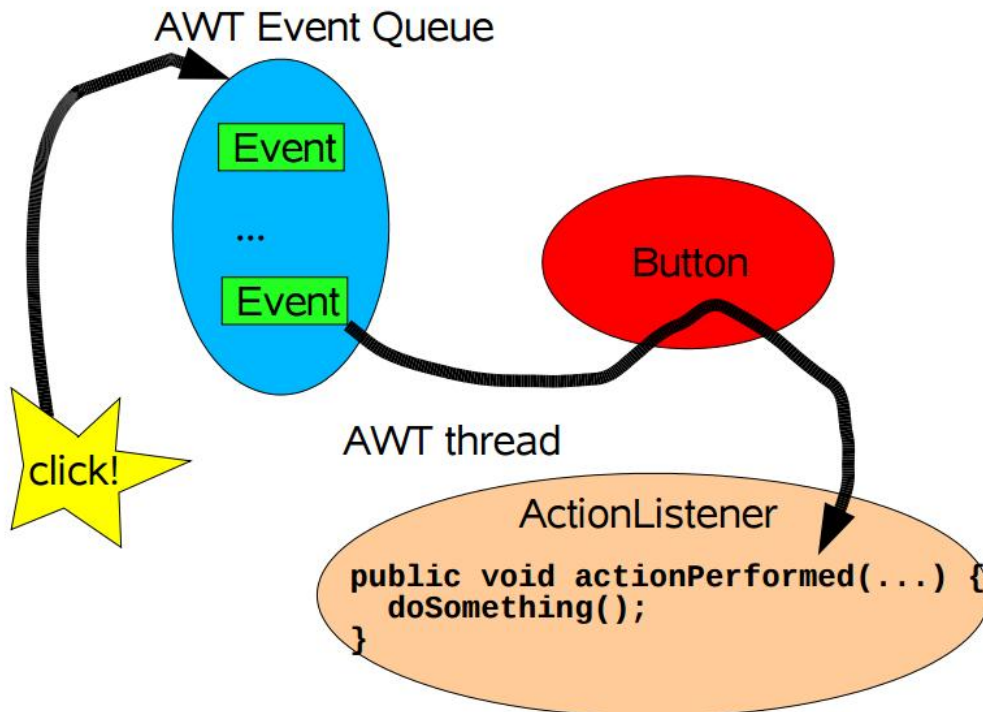 AWT Event Queue
Event
...
Event
Button
click!
AWT thread
ActionListener
public void actionPerformed(...) {
doSomething();
}